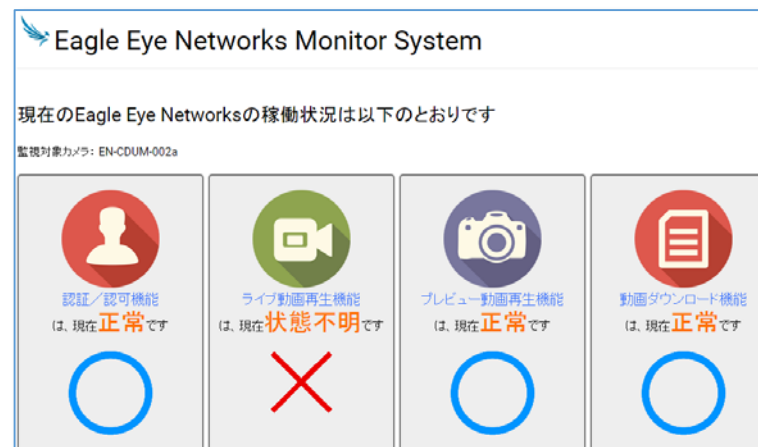 Eagle Eye Networks Monitor System
現在のEagle Eye Networksの稼働状況は以下のとおりです
監視対象カメラ: EN-CDUM-002a
認証／認可機能
は、現在正常です
ライブ動画再生機能
は、現在状態不明です
プレビュー動画再生機能
は、現在正常です
動画ダウンロード機能
は、現在正常です